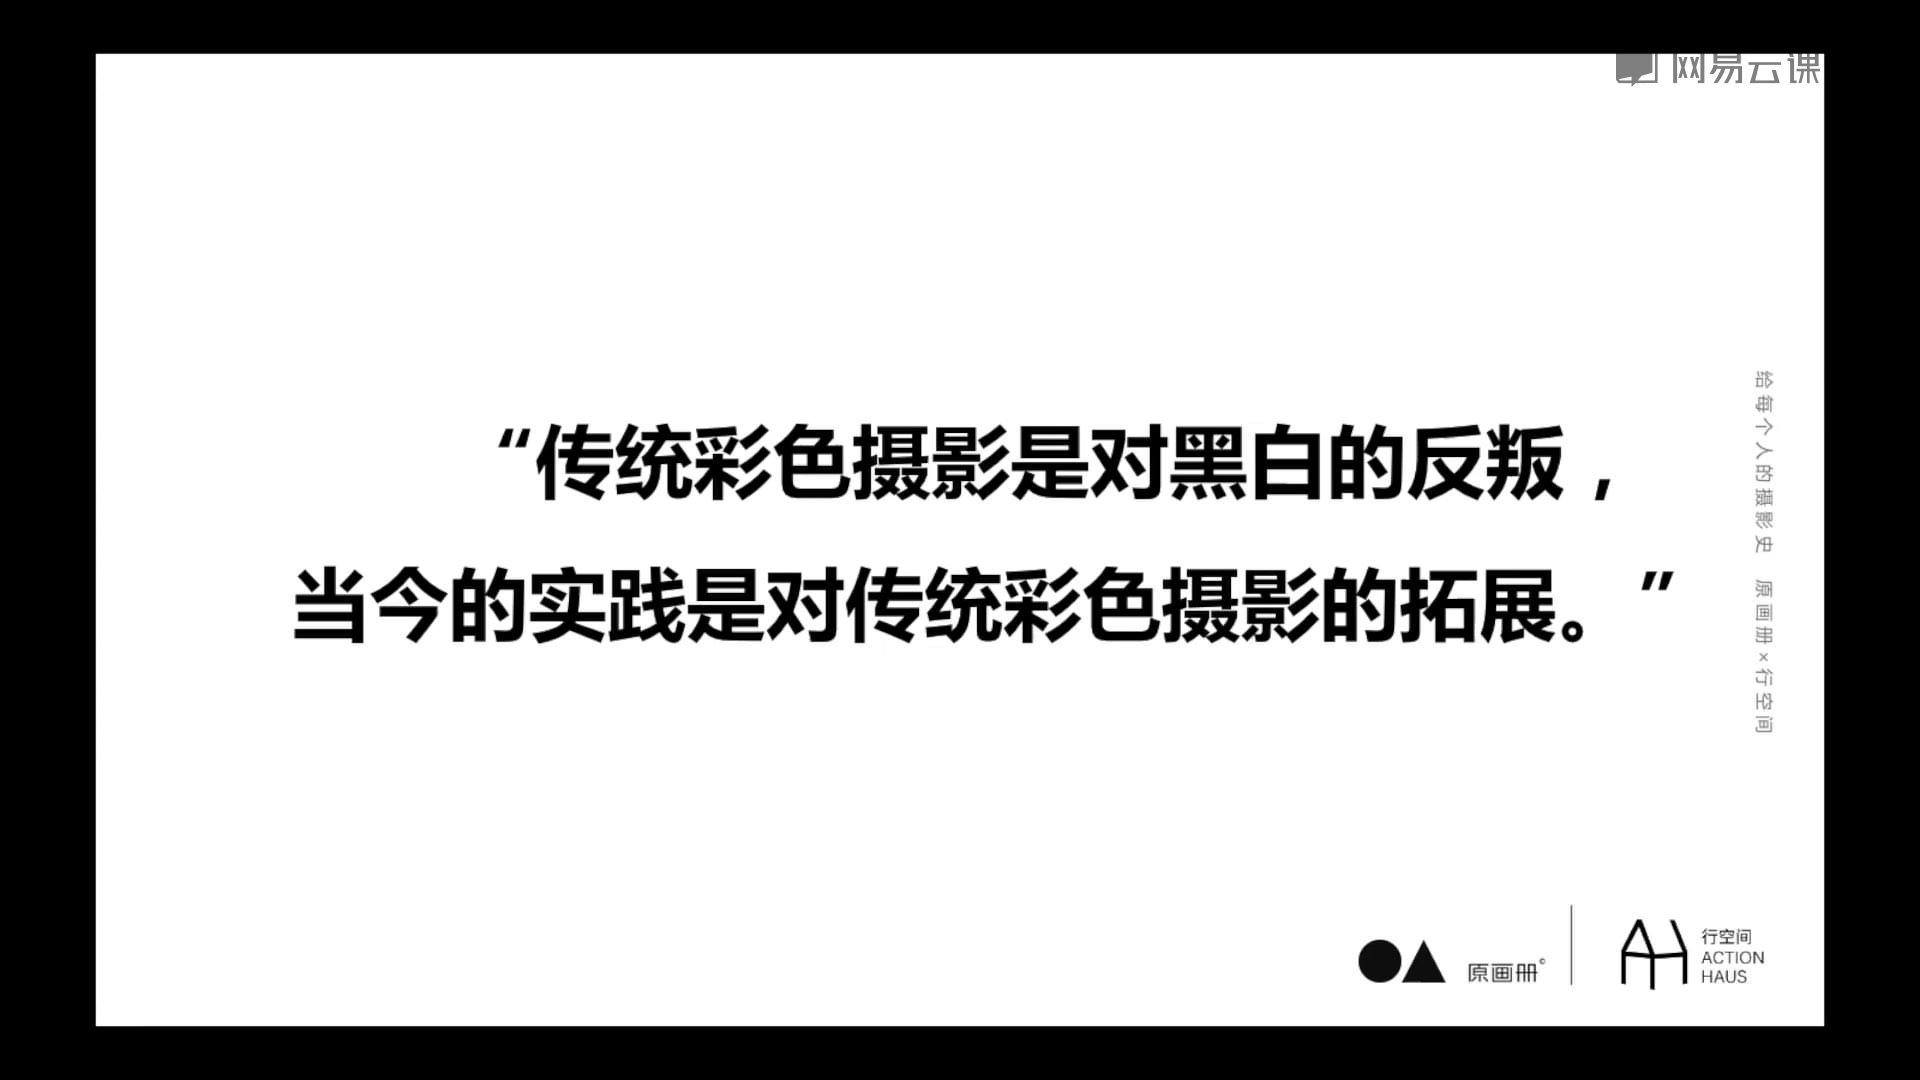 网易云课
“传统彩色摄影是对黑白的反叛，
当今的实践是对传统彩色摄影的拓展。”
给每个人的摄影史 原画册×行空间
原画册©
行空间
ACTION
HAUS